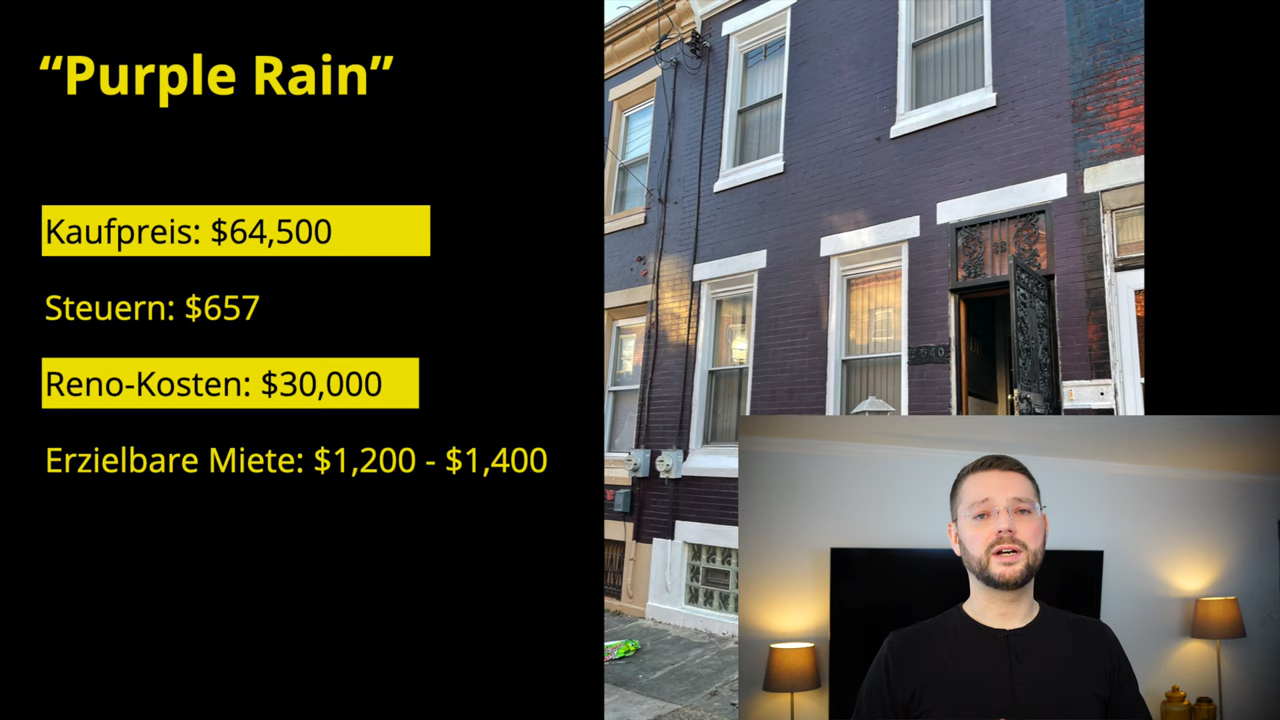 “Purple Rain”
Kaufpreis: $64,500
Steuern: $657
Reno-Kosten: $30,000
Erzielbare Miete: $1,200 - $1,400